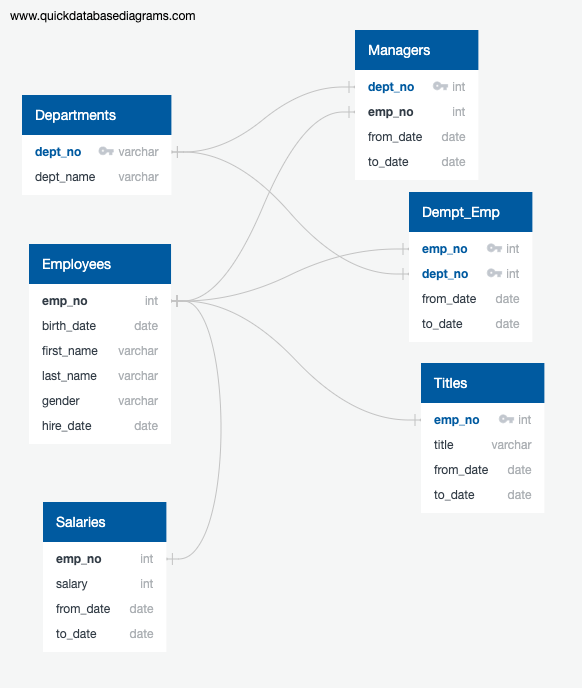 www.quickdatabasediagrams.com
Managers
dept_no int
emp_no int
from_date date
to_date date
Departments
dept_no varchar
dept_name varchar
Dempt_Emp
emp_no int
dept_no int
from_date date
to_date date
Employees
emp_no int
birth_date date
first_name varchar
last_name varchar
gender varchar
hire_date date
Titles
emp_no int
title varchar
from_date date
to_date date
Salaries
emp_no int
salary int
from_date date
to_date date